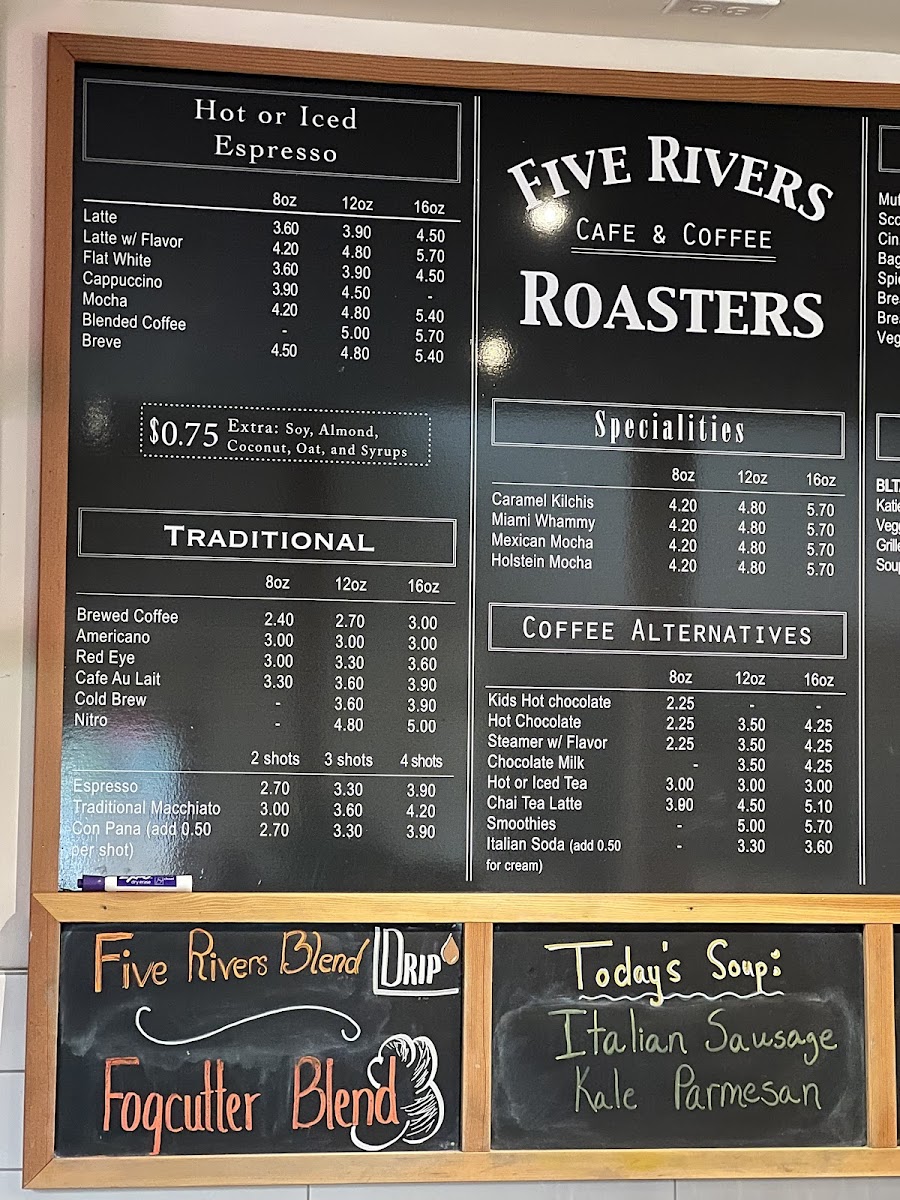 Hot or Iced
Espresso
8oz 12oz 16oz
Latte 3.60 3.90 4.50
Latte w/ Flavor 4.20 4.80 5.70
Flat White 3.60 3.90 4.50
Cappuccino 3.90 4.50 -
Mocha 4.20 4.80 5.40
Blended Coffee - 5.00 5.70
Breve 4.50 4.80 5.40
$0.75 Extra: Soy, Almond,
Coconut, Oat, and Syrups
TRADITIONAL
8oz 12oz 16oz
Brewed Coffee 2.40 2.70 3.00
Americano 3.00 3.00 3.00
Red Eye 3.00 3.30 3.60
Cafe Au Lait 3.30 3.60 3.90
Cold Brew - 3.60 3.90
Nitro - 4.80 5.00
2 shots 3 shots 4 shots
Espresso 2.70 3.30 3.90
Traditional Macchiato 3.00 3.60 4.20
Con Pana (add 0.50 2.70 3.30 3.90
per shot)
FIVE RIVERS
CAFE & COFFEE
ROASTERS
Specialities
8oz 12oz 16oz
Caramel Kilchis 4.20 4.80 5.70
Miami Whammy 4.20 4.80 5.70
Mexican Mocha 4.20 4.80 5.70
Holstein Mocha 4.20 4.80 5.70
COFFEE ALTERNATIVES
8oz 12oz 16oz
Kids Hot chocolate 2.25 - -
Hot Chocolate 2.25 3.50 4.25
Steamer w/ Flavor 2.25 3.50 4.25
Chocolate Milk - 3.50 4.25
Hot or Iced Tea 3.00 3.00 3.00
Chai Tea Latte 3.90 4.50 5.10
Smoothies - 5.00 5.70
Italian Soda (add 0.50 - 3.30 3.60
for cream)
Five Rivers Blend DRIP
Fogcutter Blend
Today's Soup:
Italian Sausage
Kale Parmesan